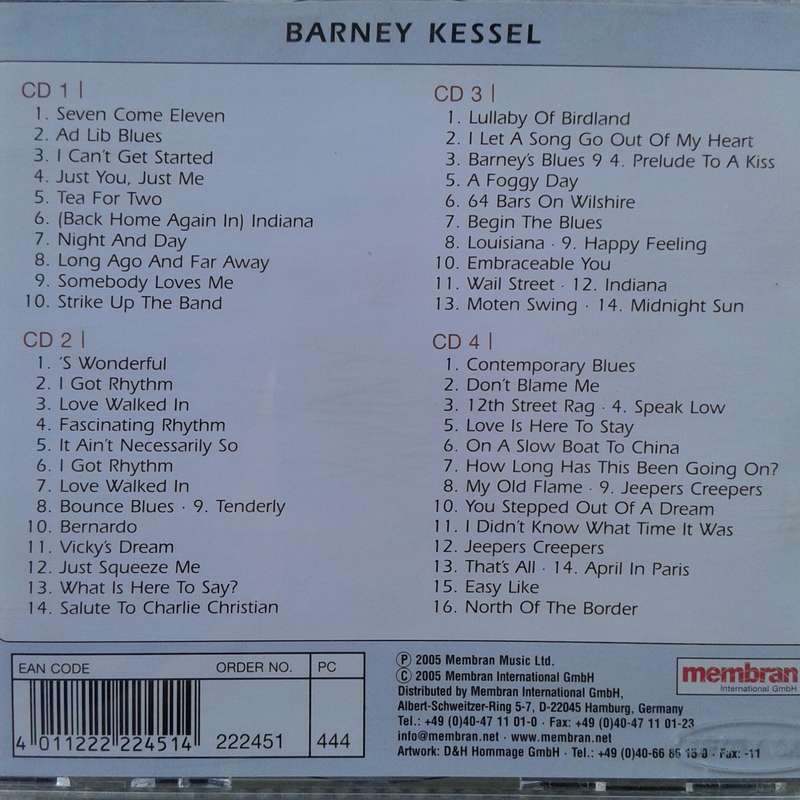 BARNEY KESSEL
CD 1 |
1. Seven Come Eleven
2. Ad Lib Blues
3. I Can't Get Started
4. Just You, Just Me
5. Tea For Two
6. (Back Home Again In) Indiana
7. Night And Day
8. Long Ago And Far Away
9. Somebody Loves Me
10. Strike Up The Band
CD 2 |
1. 'S Wonderful
2. I Got Rhythm
3. Love Walked In
4. Fascinating Rhythm
5. It Ain't Necessarily So
6. I Got Rhythm
7. Love Walked In
8. Bounce Blues · 9. Tenderly
10. Bernardo
11. Vicky's Dream
12. Just Squeeze Me
13. What Is Here To Say?
14. Salute To Charlie Christian
CD 3 |
1. Lullaby Of Birdland
2. I Let A Song Go Out Of My Heart
3. Barney's Blues 9 4. Prelude To A Kiss
5. A Foggy Day
6. 64 Bars On Wilshire
7. Begin The Blues
8. Louisiana · 9. Happy Feeling
10. Embraceable You
11. Wail Street · 12. Indiana
13. Moten Swing · 14. Midnight Sun
CD 4 |
1. Contemporary Blues
2. Don't Blame Me
3. 12th Street Rag · 4. Speak Low
5. Love Is Here To Stay
6. On A Slow Boat To China
7. How Long Has This Been Going On?
8. My Old Flame · 9. Jeepers Creepers
10. You Stepped Out Of A Dream
11. I Didn't Know What Time It Was
12. Jeepers Creepers
13. That's All · 14. April In Paris
15. Easy Like
16. North Of The Border
EAN CODE ORDER NO. PC
4 011222 224514 222451 444
℗ 2005 Membran Music Ltd.
© 2005 Membran International GmbH
Distributed by Membran International GmbH,
Albert-Schweitzer-Ring 5-7, D-22045 Hamburg, Germany
Tel.: +49 (0)40-47 11 01-0 · Fax: +49 (0)40-47 11 01-23
info@membran.net · www.membran.net
Artwork: D&H Hommage GmbH · Tel.: +49 (0)40-66 Fax: -11
membran
International GmbH